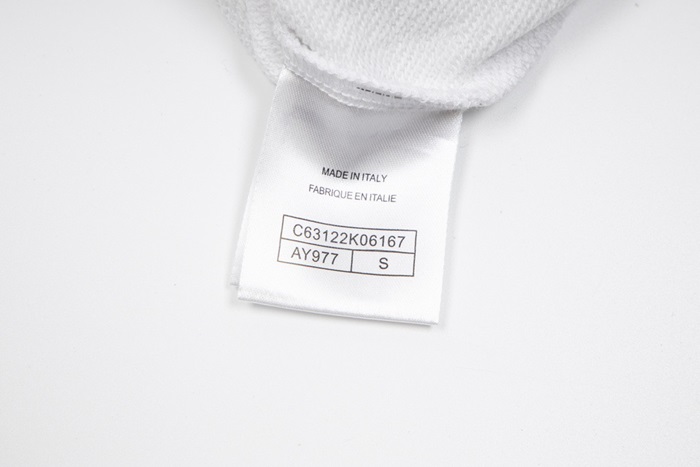 MADE IN ITALY
FABRIQUE EN ITALIE
C63122K06167
AY977 S